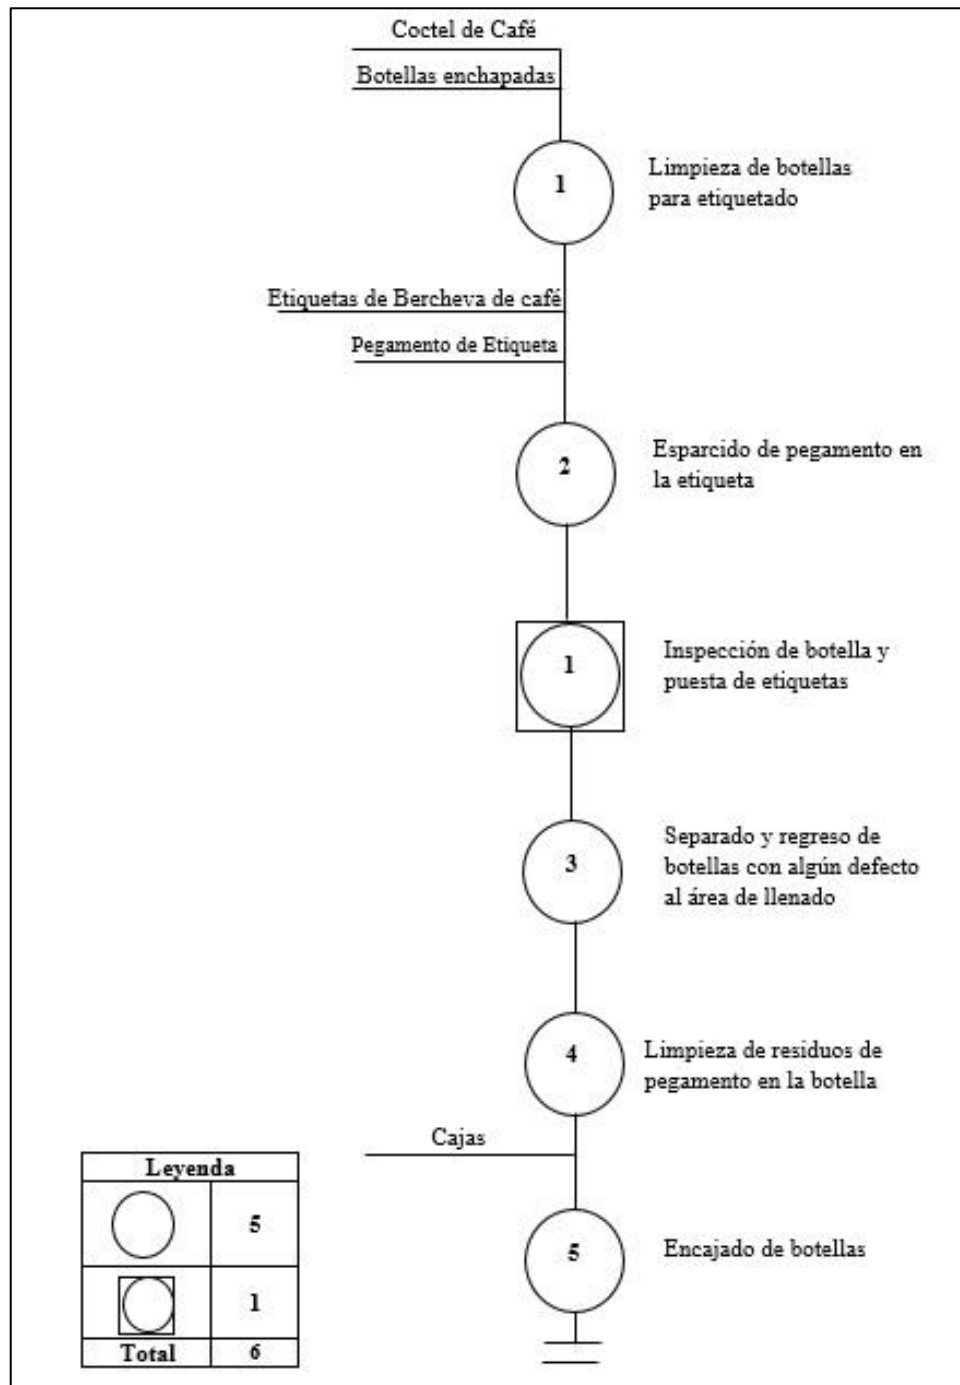 Coctel de Café
Botellas enchapadas
1
Limpieza de botellas
para etiquetado
Etiquetas de Bercheva de café
Pegamento de Etiqueta
2
Esparcido de pegamento en
la etiqueta
1
Inspección de botella y
puesta de etiquetas
3
Separado y regreso de
botellas con algún defecto
al área de llenado
4
Limpieza de residuos de
pegamento en la botella
Cajas
5
Encajado de botellas
Leyenda
5
1
Total 6